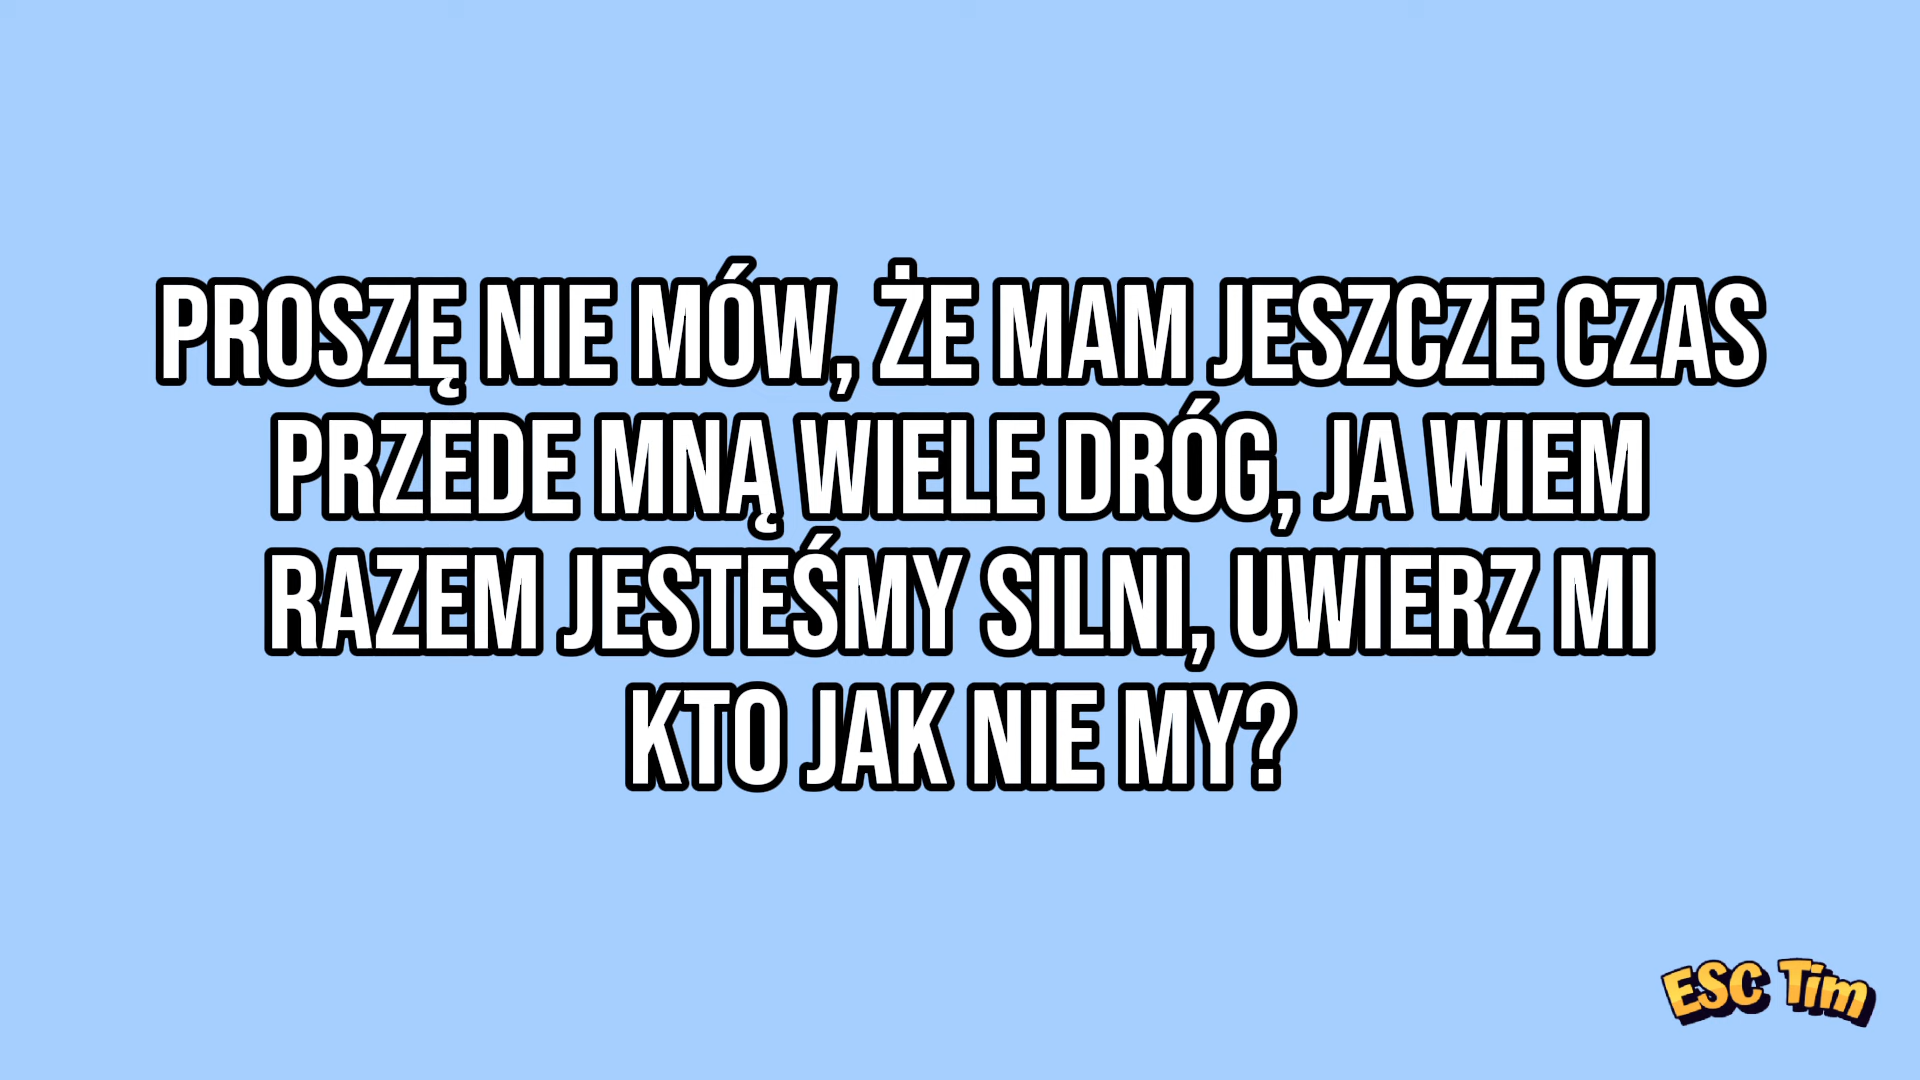 PROSZĘ NIE MÓW, ŻE MAM JESZCZE CZAS
PRZEDE MNĄ WIELE DRÓG, JA WIEM
RAZEM JESTEŚMY SILNI, UWIERZ MI
KTO JAK NIE MY?
ESC Tim